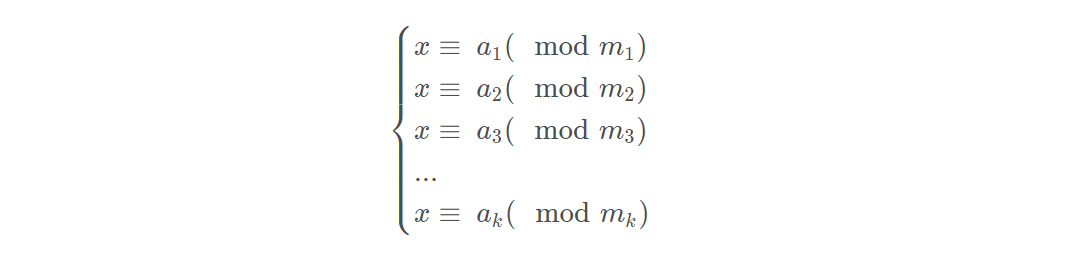 x ≡ a₁( mod m₁)
x ≡ a₂( mod m₂)
x ≡ a₃( mod m₃)
...
x ≡ aₖ( mod mₖ)